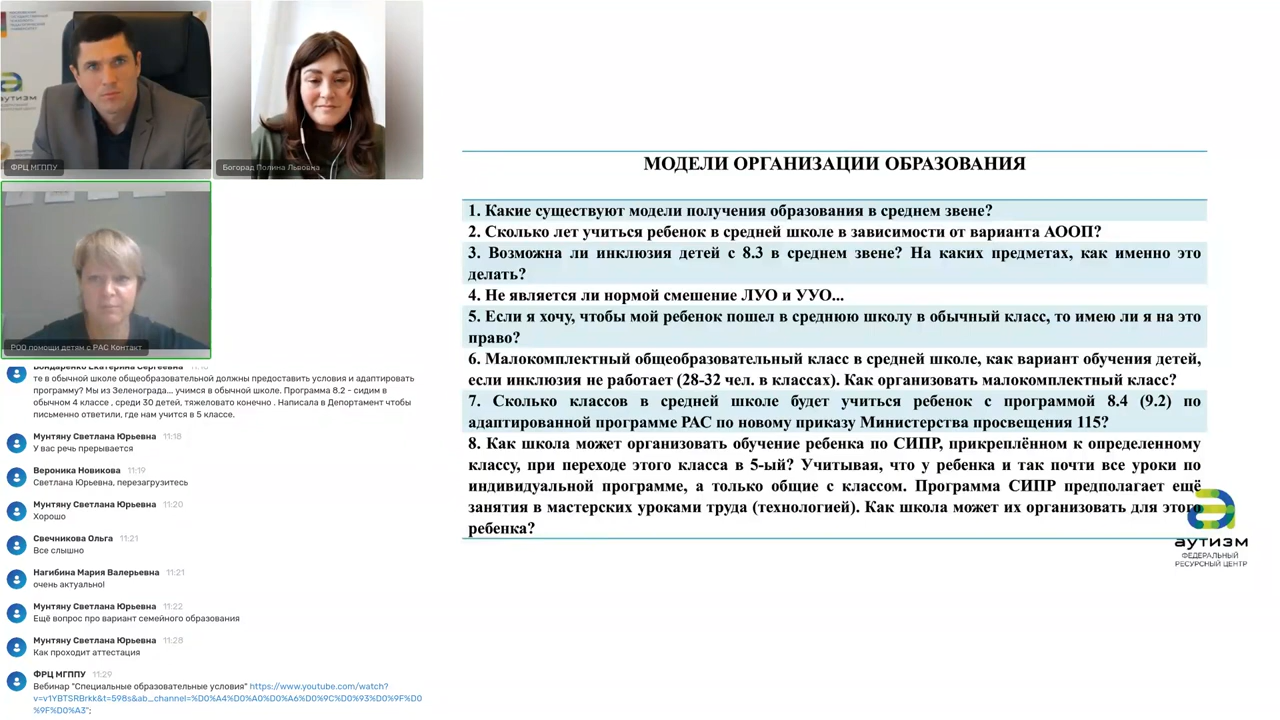 аутизм
ФРЦ МГППУ
Богорад Полина Львовна
РОО помощи детям с РАС Контакт
Бондаренко Екатерина Сергеевна 11:18
те в обычной школе общеобразовательной должны предоставить условия и адаптировать
программу? Мы из Зеленограда... учимся в обычной школе. Программа 8.2 - сидим в
обычном 4 классе , среди 30 детей, тяжеловато конечно . Написала в Департамент чтобы
письменно ответили, где нам учится в 5 классе.
Мунтяну Светлана Юрьевна 11:18
У вас речь прерывается
Вероника Новикова 11:19
Светлана Юрьевна, перезагрузитесь
Мунтяну Светлана Юрьевна 11:20
Хорошо
Свечникова Ольга 11:21
Все слышно
Нагибина Мария Валерьевна 11:21
очень актуально!
Мунтяну Светлана Юрьевна 11:22
Ещё вопрос про вариант семейного образования
Мунтяну Светлана Юрьевна 11:28
Как проходит аттестация
ФРЦ МГППУ 11:29
Вебинар "Специальные образовательные условия" https://www.youtube.com/watch?
v=v1YBTSRBrkk&t=598s&ab_channel=%D0%A4%D0%A0%D0%A6%D0%9C%D0%93%D0%9F%D0
%9F%D0%A3";
МОДЕЛИ ОРГАНИЗАЦИИ ОБРАЗОВАНИЯ
1. Какие существуют модели получения образования в среднем звене?
2. Сколько лет учиться ребенок в средней школе в зависимости от варианта АООП?
3. Возможна ли инклюзия детей с 8.3 в среднем звене? На каких предметах, как именно это
делать?
4. Не является ли нормой смешение ЛУО и УУО...
5. Если я хочу, чтобы мой ребенок пошел в среднюю школу в обычный класс, то имею ли я на это
право?
6. Малокомплектный общеобразовательный класс в средней школе, как вариант обучения детей,
если инклюзия не работает (28-32 чел. в классах). Как организовать малокомплектный класс?
7. Сколько классов в средней школе будет учиться ребенок с программой 8.4 (9.2) по
адаптированной программе РАС по новому приказу Министерства просвещения 115?
8. Как школа может организовать обучение ребенка по СИПР, прикреплённом к определенному
классу, при переходе этого класса в 5-ый? Учитывая, что у ребенка и так почти все уроки по
индивидуальной программе, а только общие с классом. Программа СИПР предполагает ещё
занятия в мастерских уроками труда (технологией). Как школа может их организовать для этого
ребенка?
аутизм
ФЕДЕРАЛЬНЫЙ
РЕСУРСНЫЙ ЦЕНТР